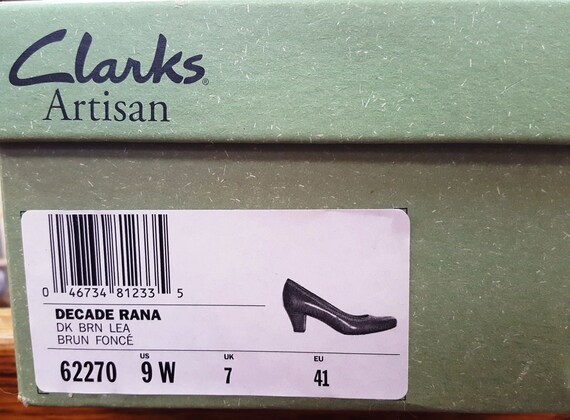 Clarks®
Artisan
0 46734 81233 5
DECADE RANA
DK BRN LEA
BRUN FONCÉ
US UK EU
62270 9 W 7 41